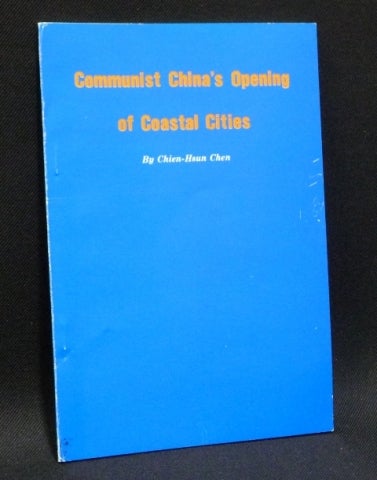 Communist China's Opening
of Coastal Cities
By Chien-Hsun Chen